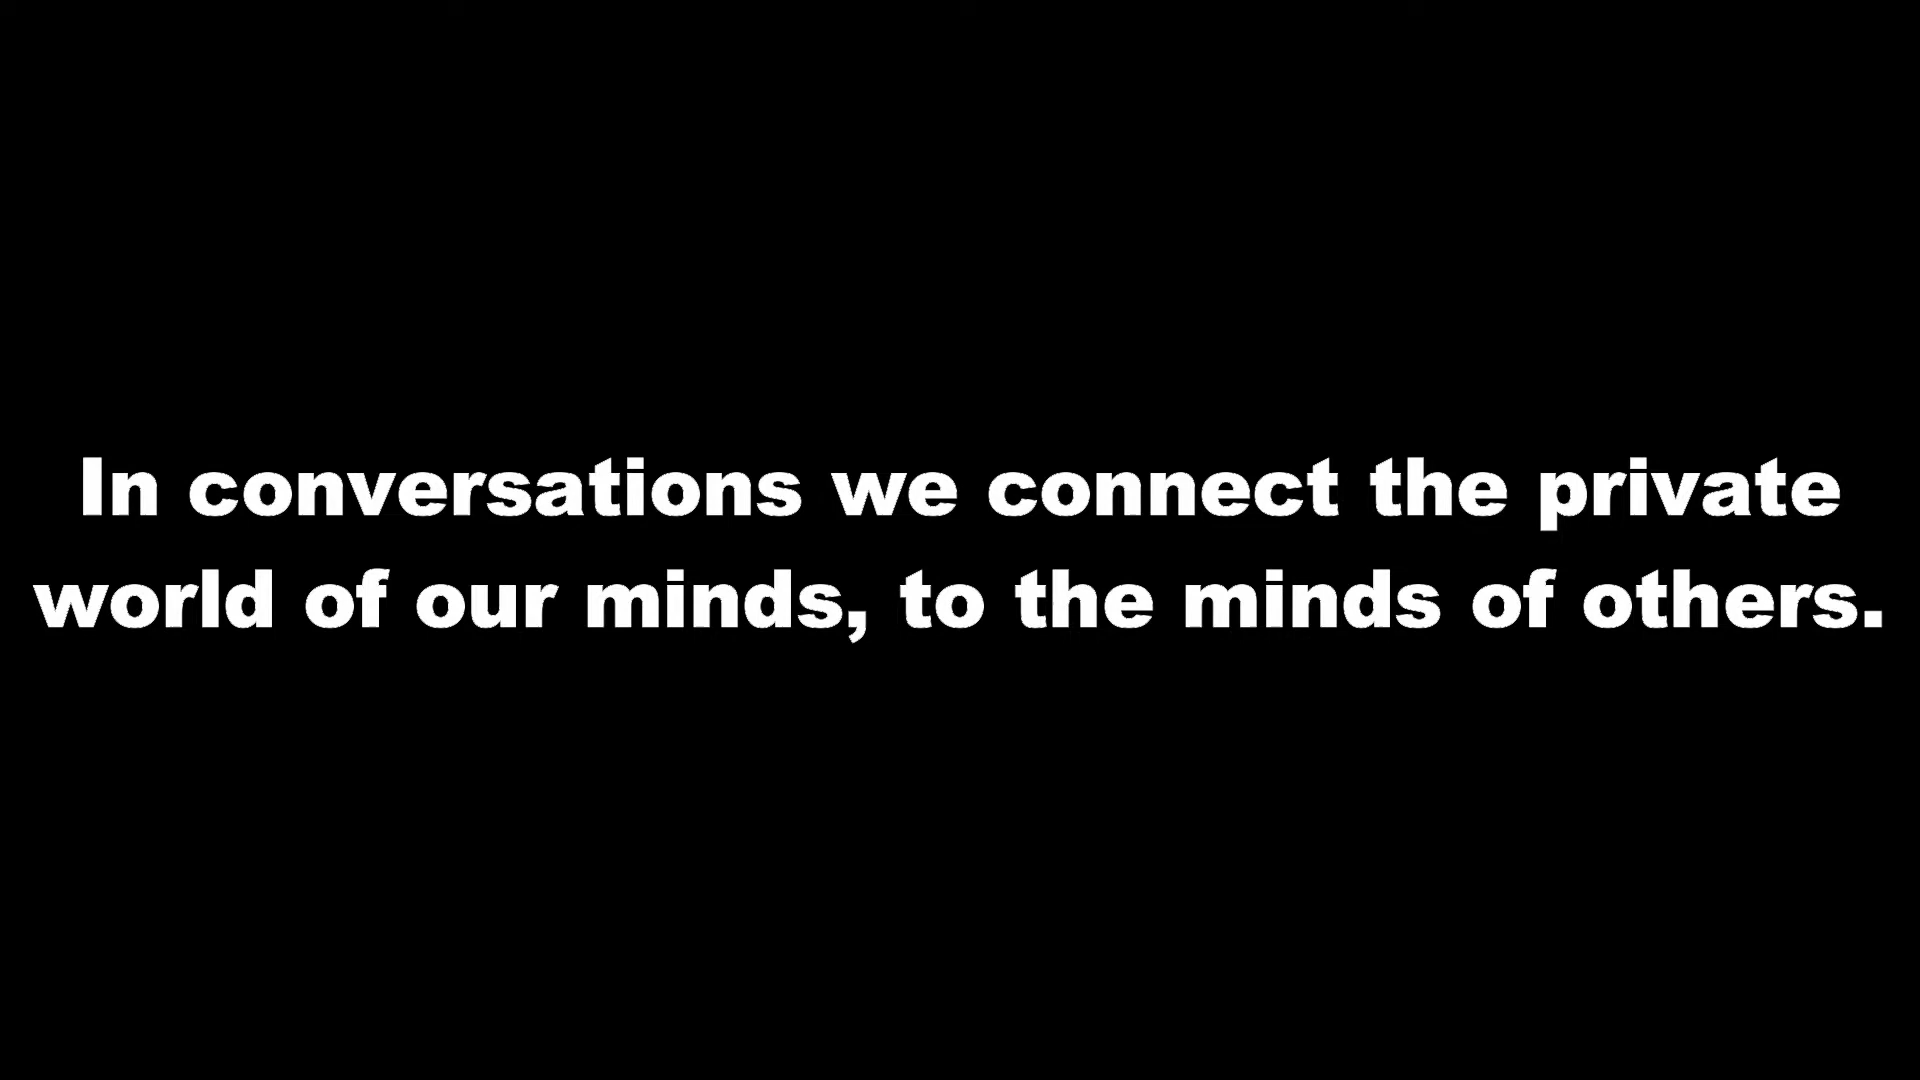 In conversations we connect the private
world of our minds, to the minds of others.